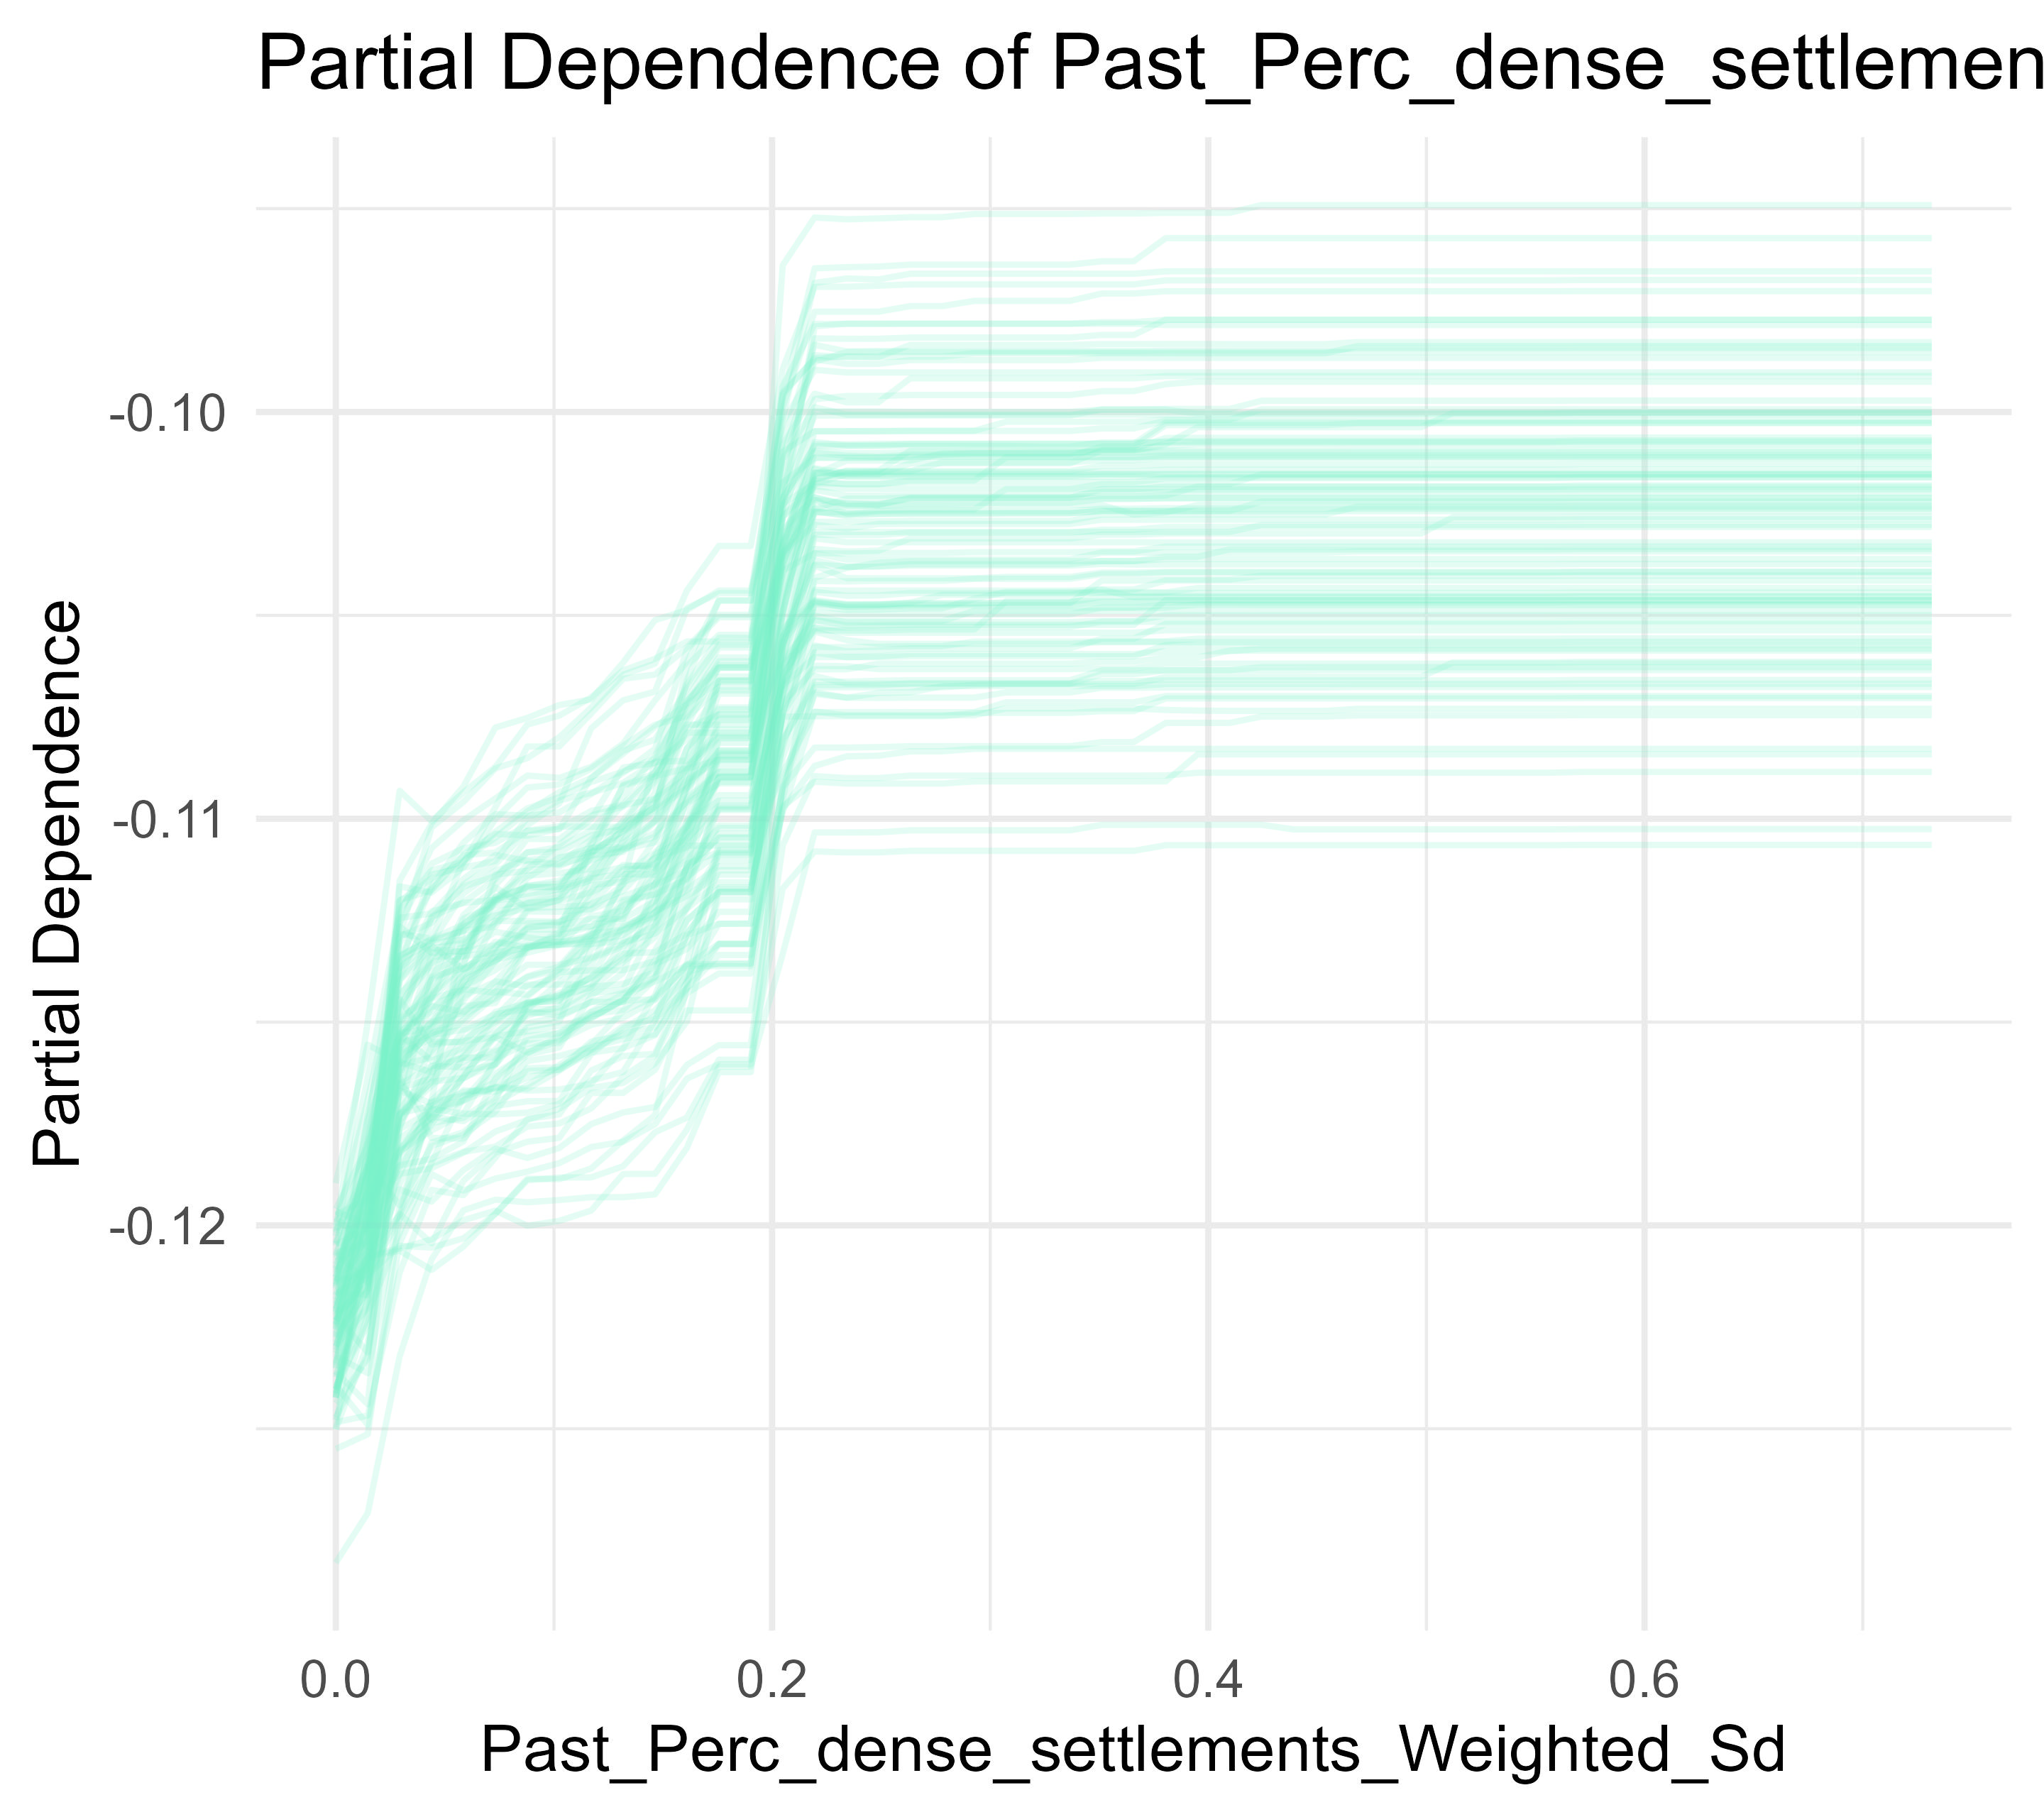 Partial Dependence of Past_Perc_dense_settlemen
Partial Dependence
-0.10
-0.11
-0.12
0.0 0.2 0.4 0.6
Past_Perc_dense_settlements_Weighted_Sd